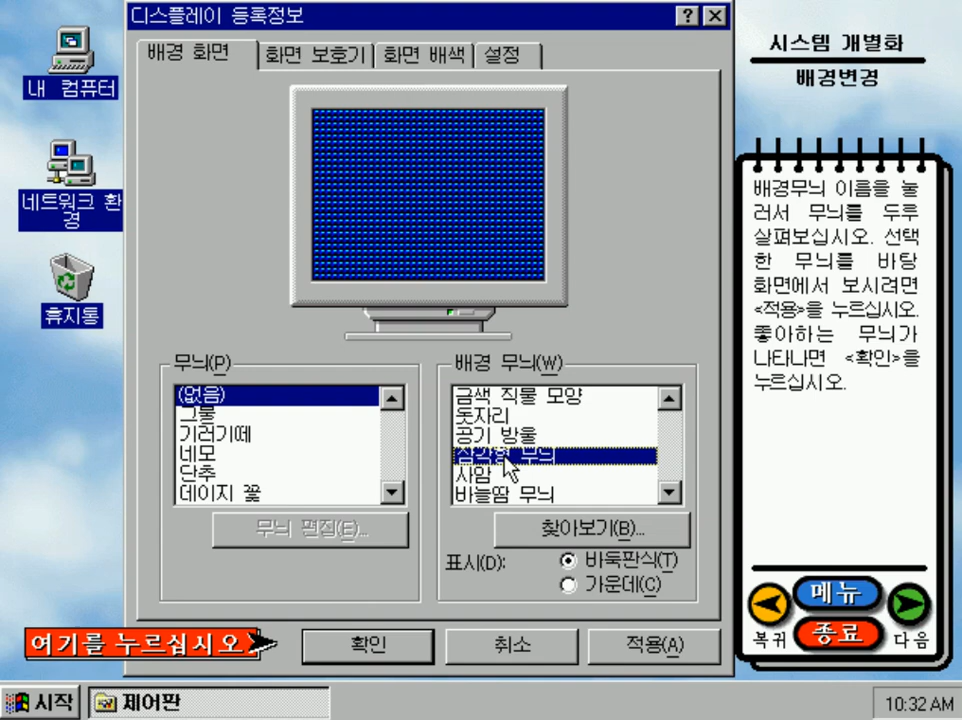 디스플레이 등록정보
배경 화면
화면 보호기
화면 배색
설정
내 컴퓨터
네트워크 환
경
휴지통
무늬(P)
(없음)
그물
기러기떼
네모
단추
데이지 꽃
무늬 편집(E)...
배경 무늬(W)
금색 직물 모양
돗자리
공기 방울
삼각형 무늬
사암
바늘땀 무늬
찾아보기(B)...
표시(D):
바둑판식(T)
가운데(C)
여기를 누르십시오
확인
취소
적용(A)
시스템 개별화
배경변경
배경무늬 이름을 눌
러서 무늬를 두루
살펴보십시오. 선택
한 무늬를 바탕
화면에서 보시려면
<적용>을 누르십시오.
좋아하는 무늬가
나타나면 <확인>을
누르십시오.
메뉴
복귀
종료
다음
시작
제어판
10:32 AM